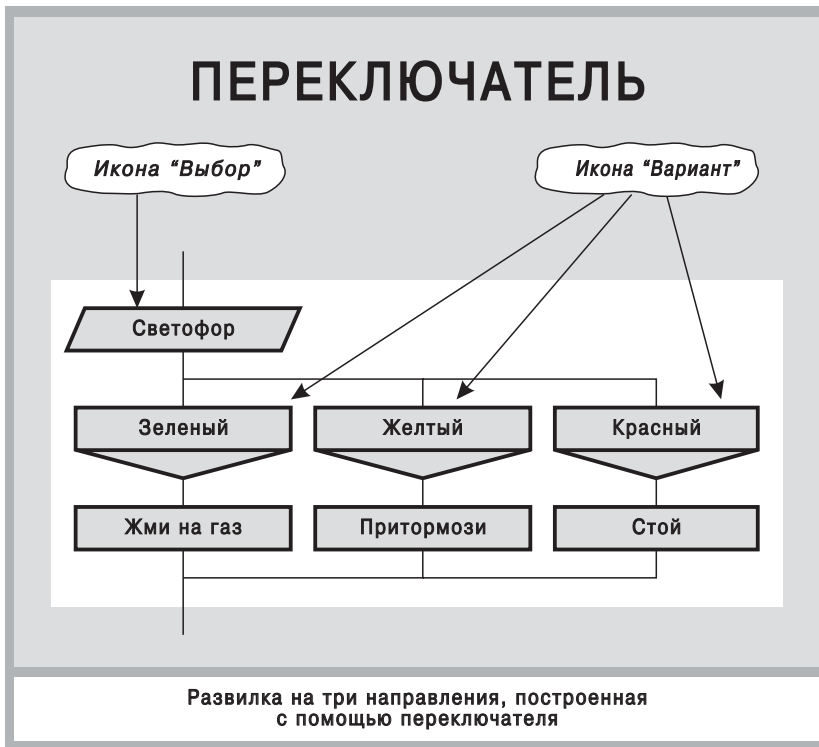 ПЕРЕКЛЮЧАТЕЛЬ
Икона “Выбор”
Икона “Вариант”
Светофор
Зеленый
Желтый
Красный
Жми на газ
Притормози
Стой
Развилка на три направления, построенная
с помощью переключателя